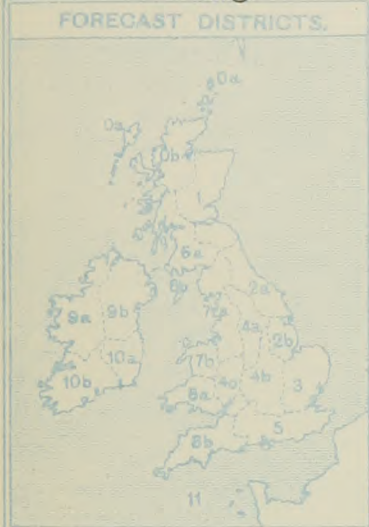 FORECAST DISTRICTS.
0a
0a
0b
1
6a
6b
2a
7a
4a
2b
9a
9b
10a
10b
7b
4c
4b
3
8a
5
8b
11